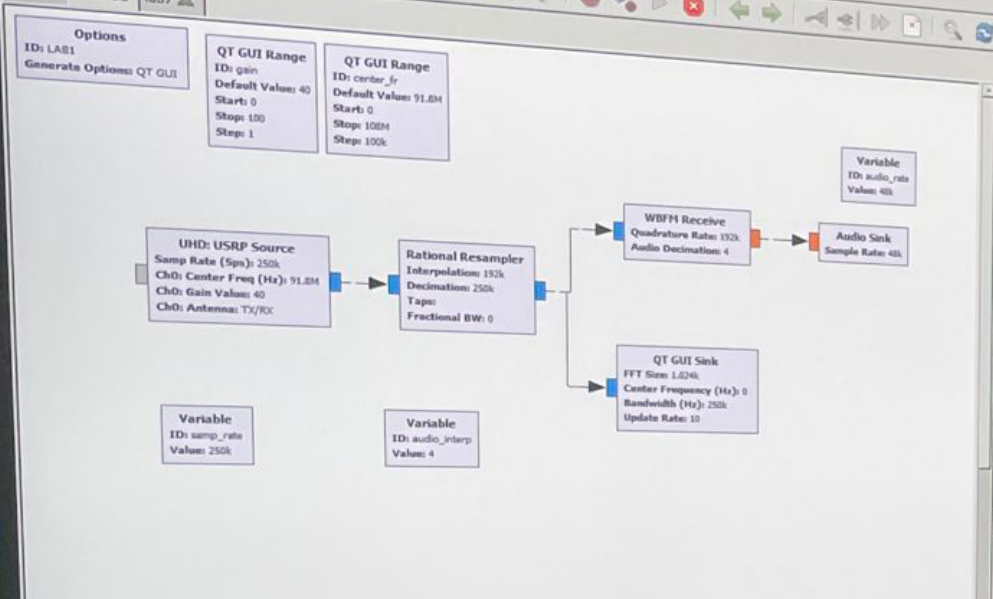 Options
ID: LAB1
Generate Options: QT GUI
QT GUI Range
ID: gain
Default Value: 40
Start: 0
Stop: 100
Step: 1
QT GUI Range
ID: center_fr
Default Value: 91.8M
Start: 0
Stop: 108M
Step: 100k
Variable
ID: audio_rate
Value: 48k
UHD: USRP Source
Samp Rate (Sps): 250k
Ch0: Center Freq (Hz): 91.8M
Ch0: Gain Value: 40
Ch0: Antenna: TX/RX
Rational Resampler
Interpolation: 192k
Decimation: 250k
Taps:
Fractional BW: 0
WBFM Receive
Quadrature Rate: 192k
Audio Decimation: 4
Audio Sink
Sample Rate: 48k
QT GUI Sink
FFT Size: 1.024k
Center Frequency (Hz): 0
Bandwidth (Hz): 250k
Update Rate: 10
Variable
ID: samp_rate
Value: 250k
Variable
ID: audio_interp
Value: 4